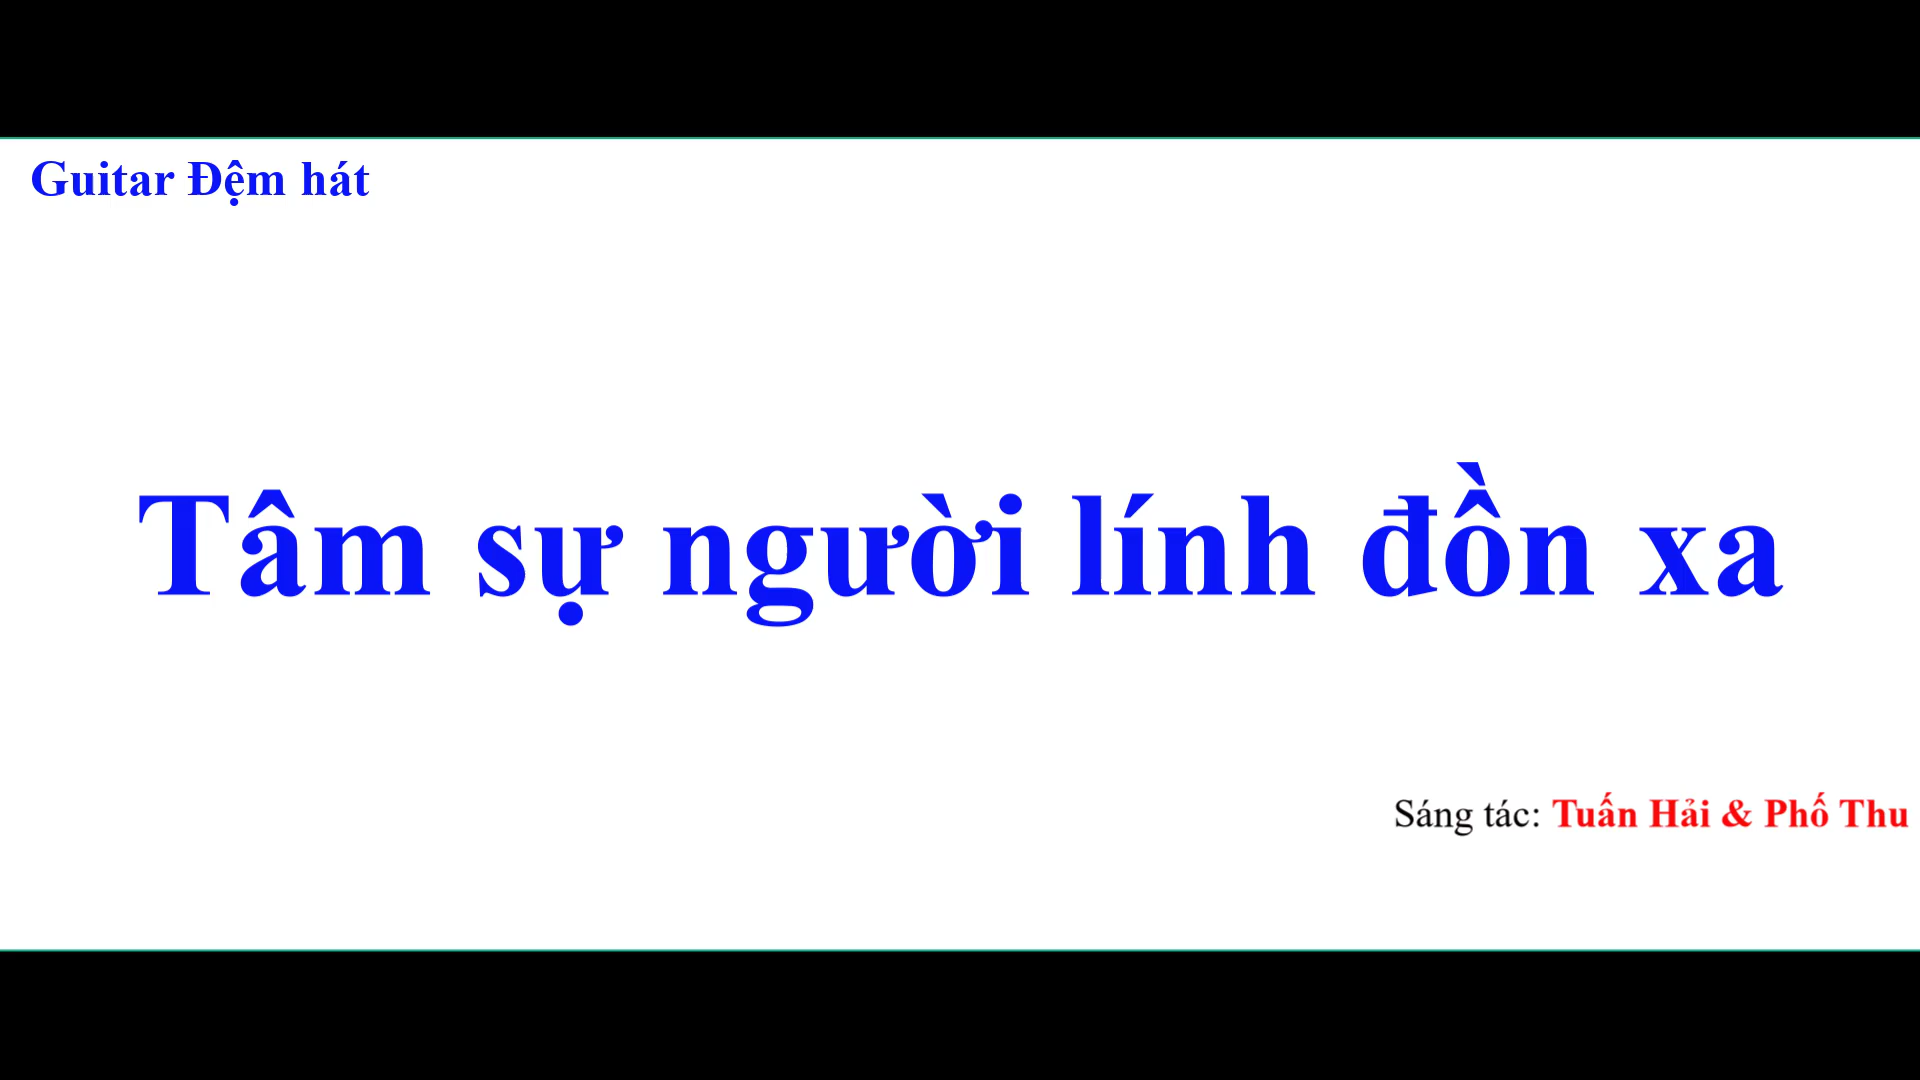 Guitar Đệm hát
Tâm sự người lính đồn xa
Sáng tác: Tuấn Hải & Phố Thu